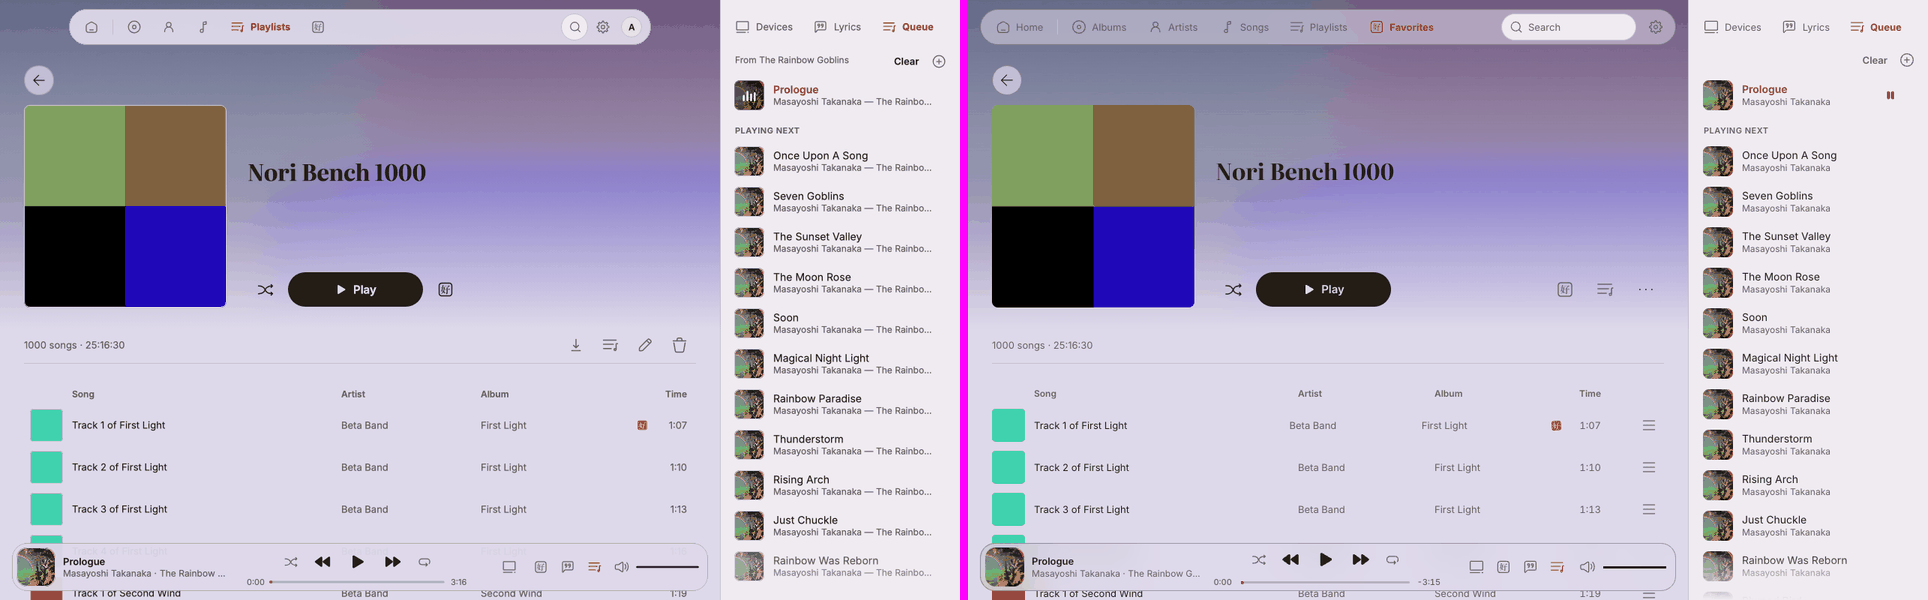 Playlists
A
Devices
Lyrics
Queue
From The Rainbow Goblins
Clear
Prologue
Masayoshi Takanaka — The Rainbo...
PLAYING NEXT
Once Upon A Song
Masayoshi Takanaka — The Rainbo...
Seven Goblins
Masayoshi Takanaka — The Rainbo...
The Sunset Valley
Masayoshi Takanaka — The Rainbo...
The Moon Rose
Masayoshi Takanaka — The Rainbo...
Soon
Masayoshi Takanaka — The Rainbo...
Magical Night Light
Masayoshi Takanaka — The Rainbo...
Rainbow Paradise
Masayoshi Takanaka — The Rainbo...
Thunderstorm
Masayoshi Takanaka — The Rainbo...
Rising Arch
Masayoshi Takanaka — The Rainbo...
Just Chuckle
Masayoshi Takanaka — The Rainbo...
Rainbow Was Reborn
Masayoshi Takanaka — The Rainbo...
Nori Bench 1000
Play
1000 songs · 25:16:30
Song Artist Album Time
Track 1 of First Light Beta Band First Light 1:07
Track 2 of First Light Beta Band First Light 1:10
Track 3 of First Light Beta Band First Light 1:13
Prologue
Masayoshi Takanaka · The Rainbow ...
0:00 3:16
Track 1 of Second Wind Beta Band Second Wind 1:19
Home Albums Artists Songs Playlists Favorites Search
Devices
Lyrics
Queue
Clear
Prologue
Masayoshi Takanaka
PLAYING NEXT
Once Upon A Song
Masayoshi Takanaka
Seven Goblins
Masayoshi Takanaka
The Sunset Valley
Masayoshi Takanaka
The Moon Rose
Masayoshi Takanaka
Soon
Masayoshi Takanaka
Magical Night Light
Masayoshi Takanaka
Rainbow Paradise
Masayoshi Takanaka
Thunderstorm
Masayoshi Takanaka
Rising Arch
Masayoshi Takanaka
Just Chuckle
Masayoshi Takanaka
Rainbow Was Reborn
Masayoshi Takanaka
Nori Bench 1000
Play
1000 songs · 25:16:30
Song Artist Album Time
Track 1 of First Light Beta Band First Light 1:07
Track 2 of First Light Beta Band First Light 1:10
Track 3 of First Light Beta Band First Light 1:13
Prologue
Masayoshi Takanaka · The Rainbow G...
0:00 -3:15
Track 1 of Second Wind Beta Band Second Wind 1:19